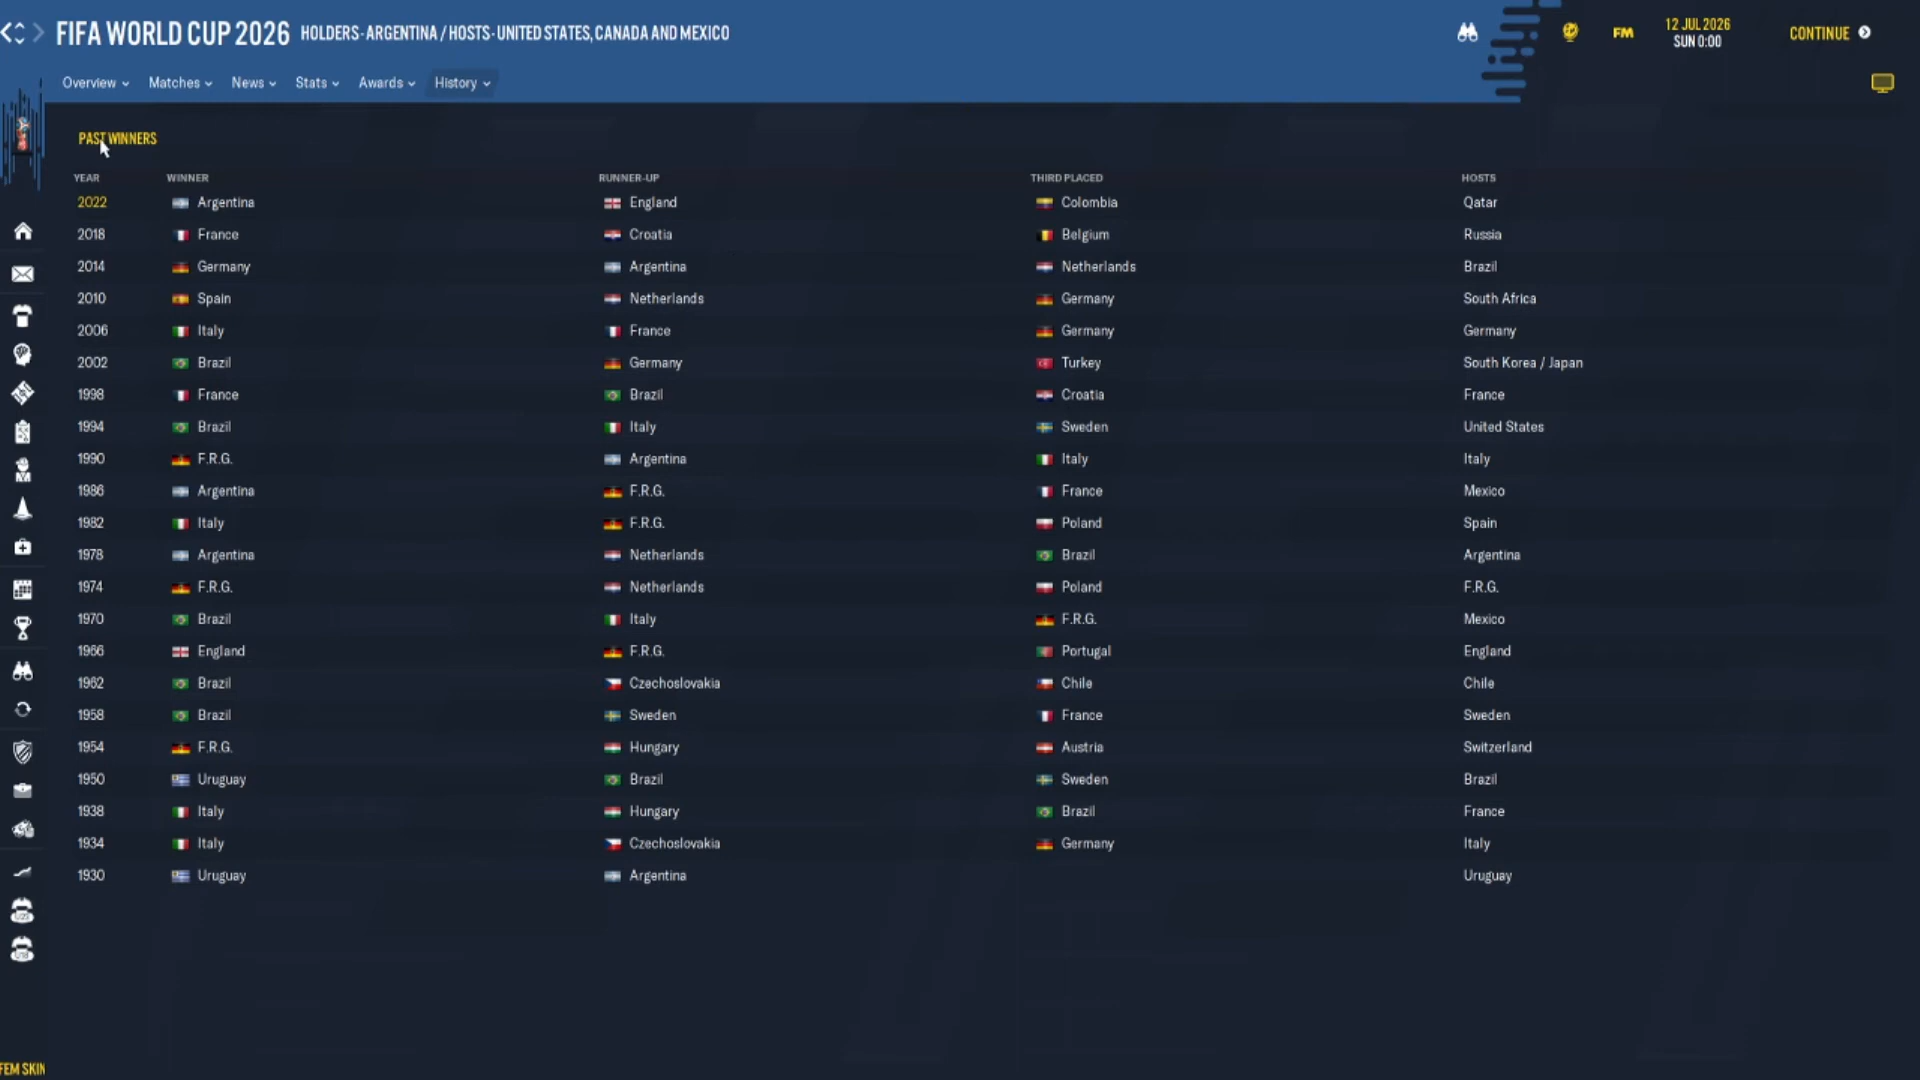 FIFA WORLD CUP 2026 HOLDERS - ARGENTINA / HOSTS - UNITED STATES, CANADA AND MEXICO
FM
12 JUL 2026
SUN 0:00
CONTINUE
Overview Matches News Stats Awards History
PAST WINNERS
YEAR WINNER RUNNER-UP THIRD PLACED HOSTS
2022 Argentina England Colombia Qatar
2018 France Croatia Belgium Russia
2014 Germany Argentina Netherlands Brazil
2010 Spain Netherlands Germany South Africa
2006 Italy France Germany Germany
2002 Brazil Germany Turkey South Korea / Japan
1998 France Brazil Croatia France
1994 Brazil Italy Sweden United States
1990 F.R.G. Argentina Italy Italy
1986 Argentina F.R.G. France Mexico
1982 Italy F.R.G. Poland Spain
1978 Argentina Netherlands Brazil Argentina
1974 F.R.G. Netherlands Poland F.R.G.
1970 Brazil Italy F.R.G. Mexico
1966 England F.R.G. Portugal England
1962 Brazil Czechoslovakia Chile Chile
1958 Brazil Sweden France Sweden
1954 F.R.G. Hungary Austria Switzerland
1950 Uruguay Brazil Sweden Brazil
1938 Italy Hungary Brazil France
1934 Italy Czechoslovakia Germany Italy
1930 Uruguay Argentina Uruguay
FEM SKIN